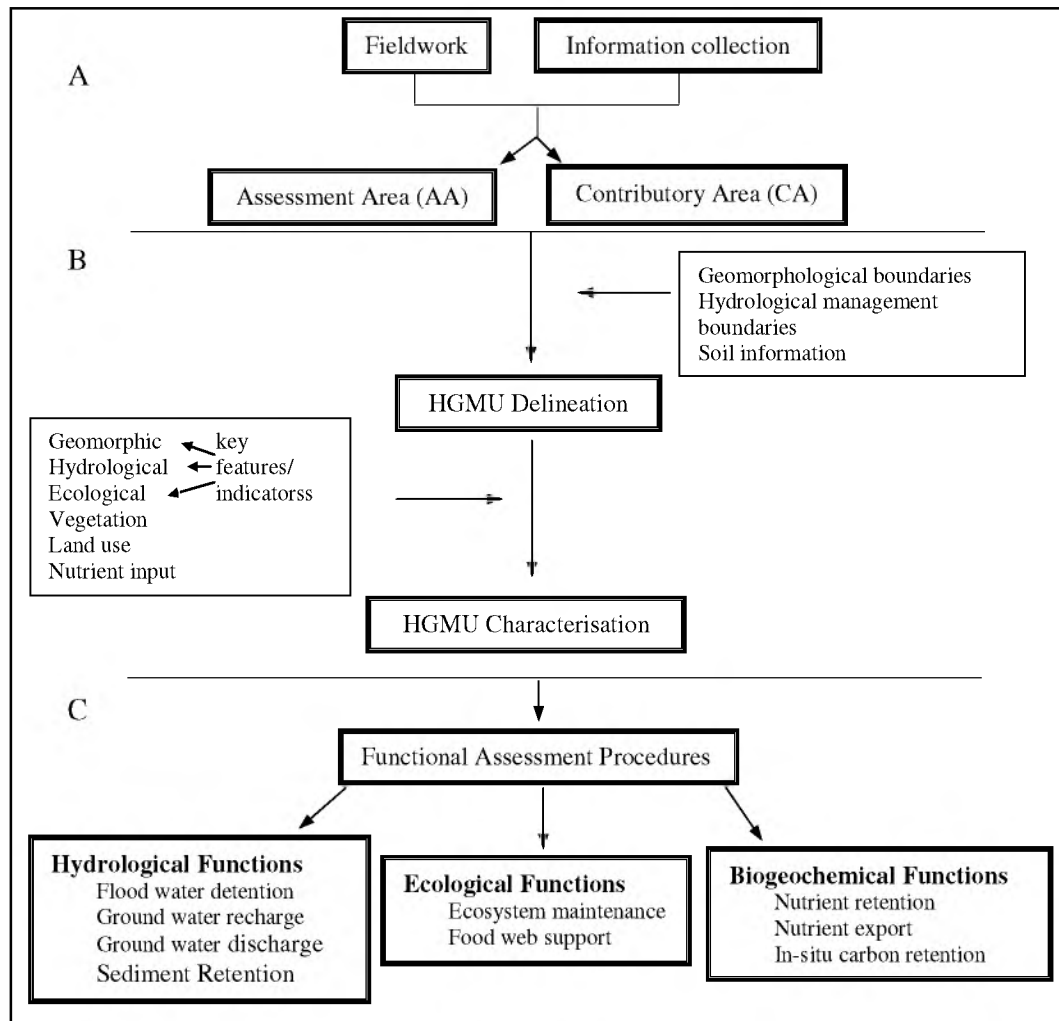 Fieldwork
Information collection
A
Assessment Area (AA)
Contributory Area (CA)
B
Geomorphological boundaries
Hydrological management
boundaries
Soil information
HGMU Delineation
Geomorphic key
Hydrological features/
Ecological indicatorss
Vegetation
Land use
Nutrient input
HGMU Characterisation
C
Functional Assessment Procedures
Hydrological Functions
Flood water detention
Ground water recharge
Ground water discharge
Sediment Retention
Ecological Functions
Ecosystem maintenance
Food web support
Biogeochemical Functions
Nutrient retention
Nutrient export
In-situ carbon retention